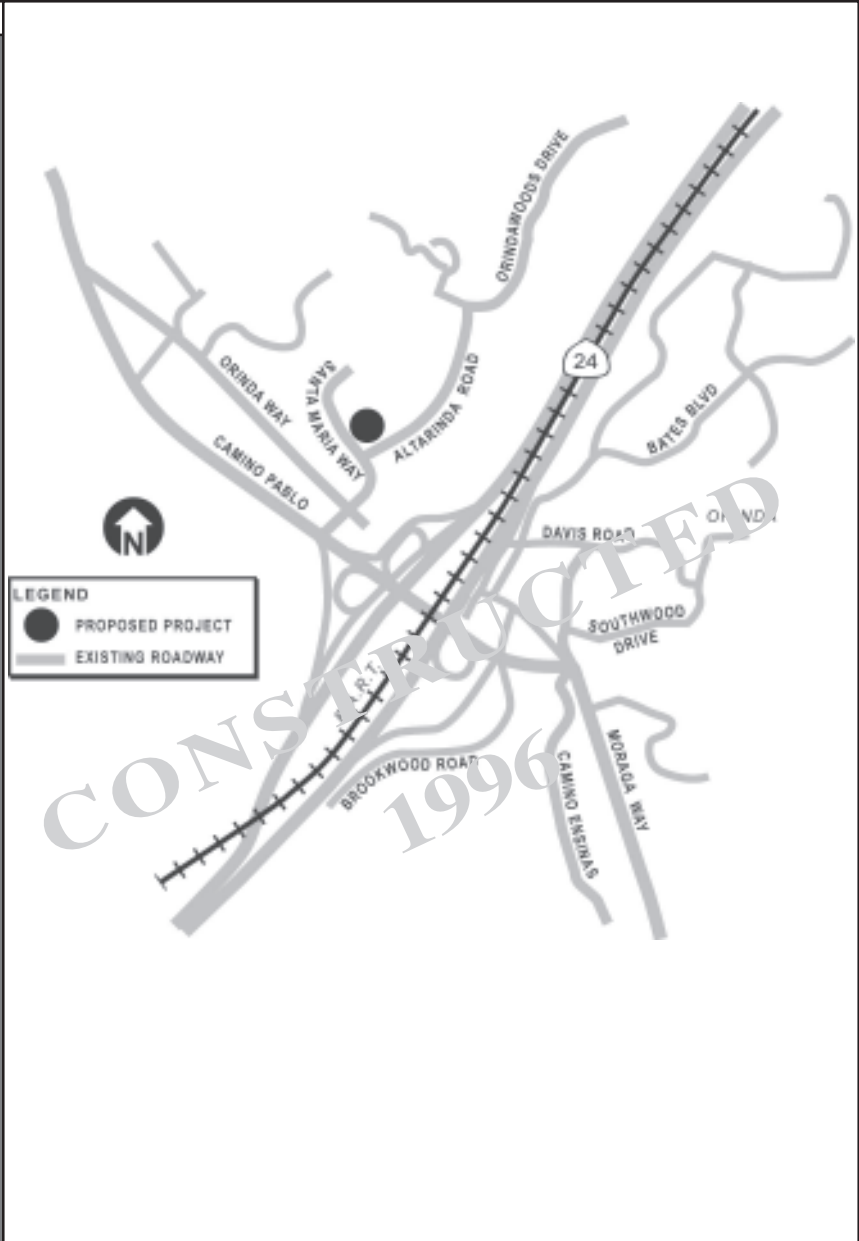 ORINDAWOODS DRIVE
24
ORINDA WAY
SANTA MARIA WAY
ALTARINDA ROAD
BATES BLVD
CAMINO PABLO
N
DAVIS ROAD
ORINDA
LEGEND
PROPOSED PROJECT
EXISTING ROADWAY
SOUTHWOOD
DRIVE
B.A.R.T.
CONSTRUCTED
1996
BROOKWOOD ROAD
CAMINO ENSINAS
MORAGA WAY